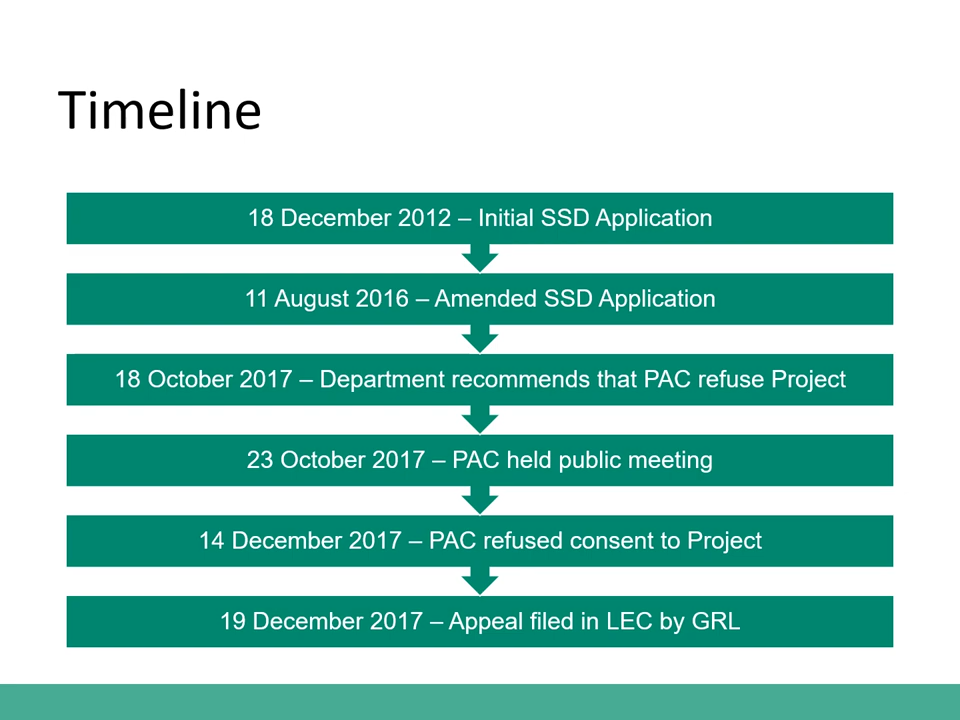 Timeline
18 December 2012 – Initial SSD Application
11 August 2016 – Amended SSD Application
18 October 2017 – Department recommends that PAC refuse Project
23 October 2017 – PAC held public meeting
14 December 2017 – PAC refused consent to Project
19 December 2017 – Appeal filed in LEC by GRL